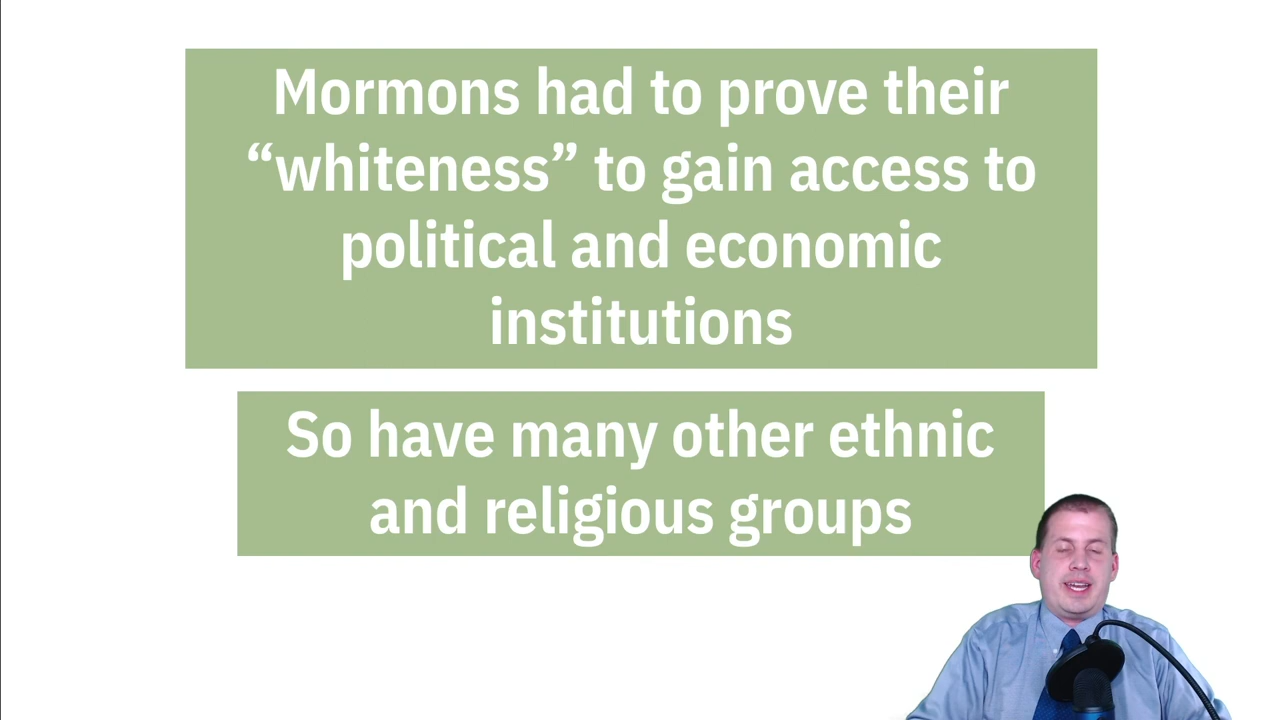 Mormons had to prove their
“whiteness” to gain access to
political and economic
institutions
So have many other ethnic
and religious groups